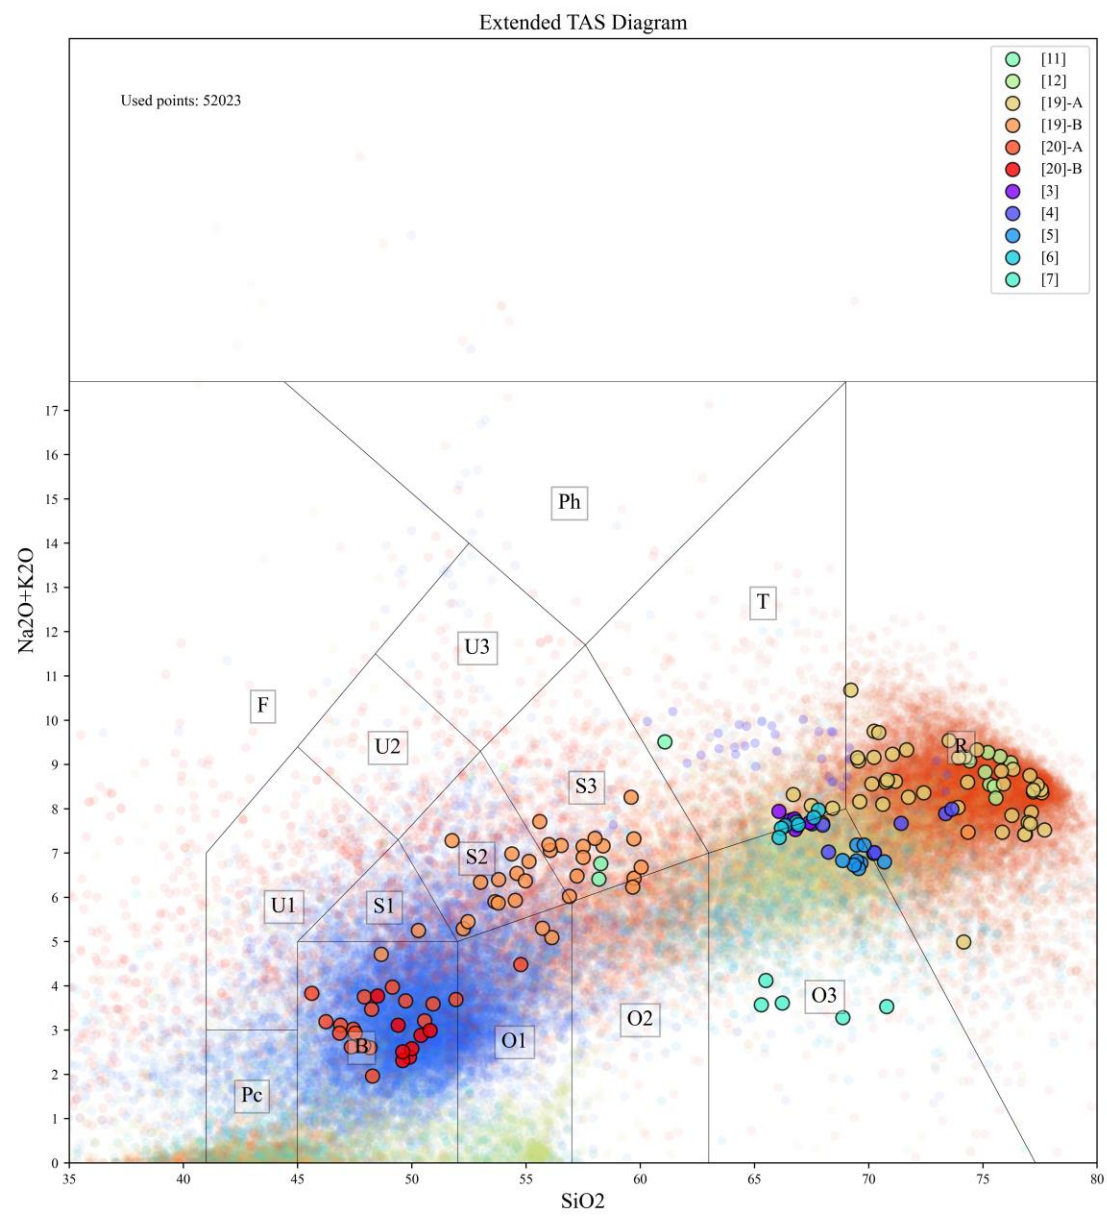 Extended TAS Diagram
Used points: 52023
[11]
[12]
[19]-A
[19]-B
[20]-A
[20]-B
[3]
[4]
[5]
[6]
[7]
Na2O+K2O
17
16
15
14
13
12
11
10
9
8
7
6
5
4
3
2
1
0
Ph
T
U3
F
U2
R
S3
S2
U1
S1
O3
O2
B
O1
Pc
35
40
45
50
55
60
65
70
75
80
SiO2